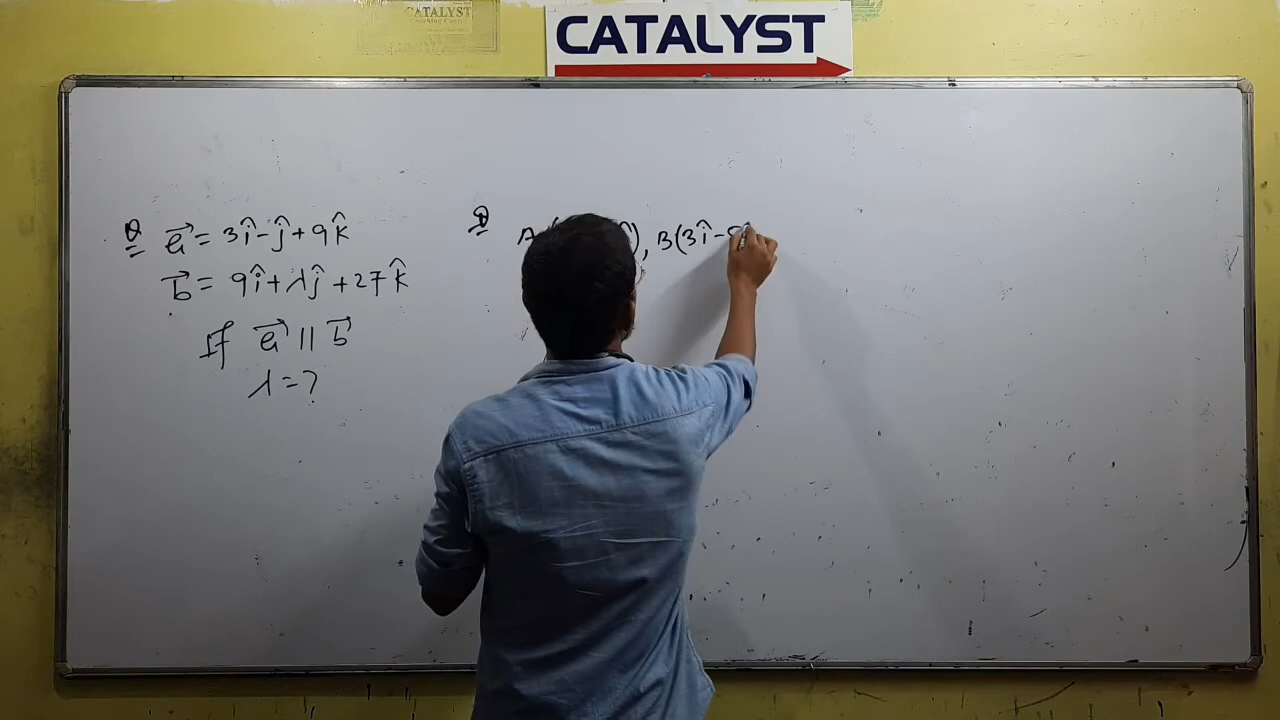 CATALYST
CATALYST
Q a⃗ = 3î-ĵ+9k̂
b⃗ = 9î+λĵ+27k̂
If a⃗ || b⃗
λ=?
Q A ), B(3î-